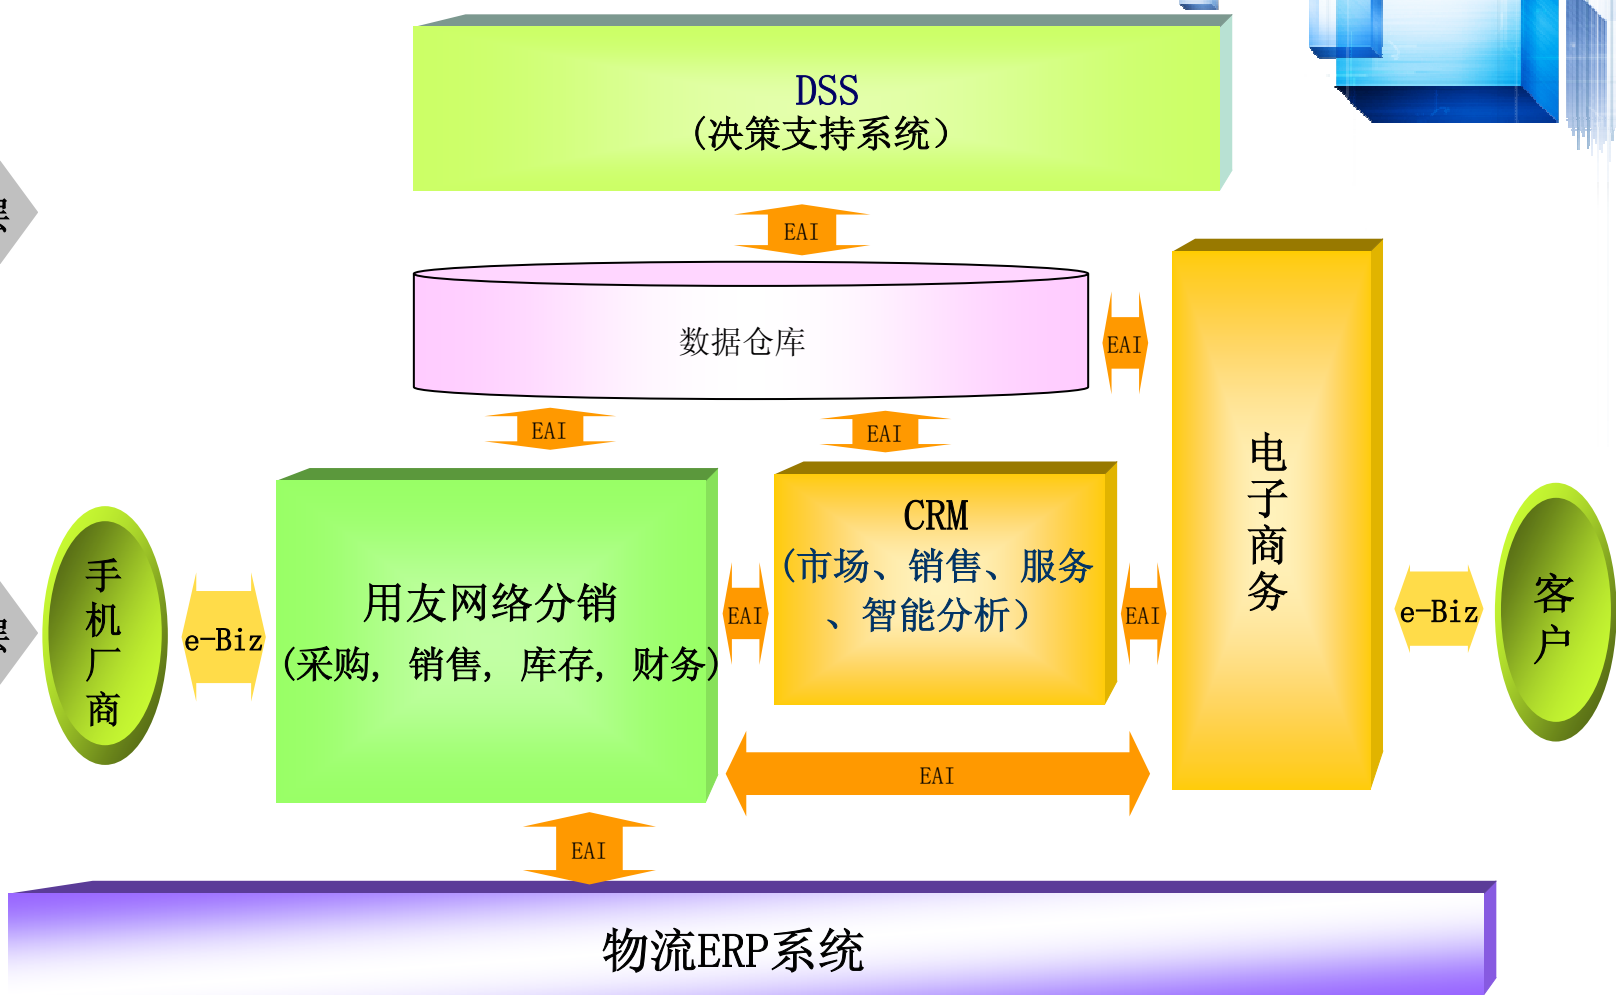 DSS
(决策支持系统)
EAI
数据仓库
EAI
EAI
EAI
电子商务
CRM
(市场、销售、服务
、智能分析)
用友网络分销
(采购, 销售, 库存, 财务)
手机厂商
e-Biz
EAI
EAI
e-Biz
客户
EAI
EAI
物流ERP系统